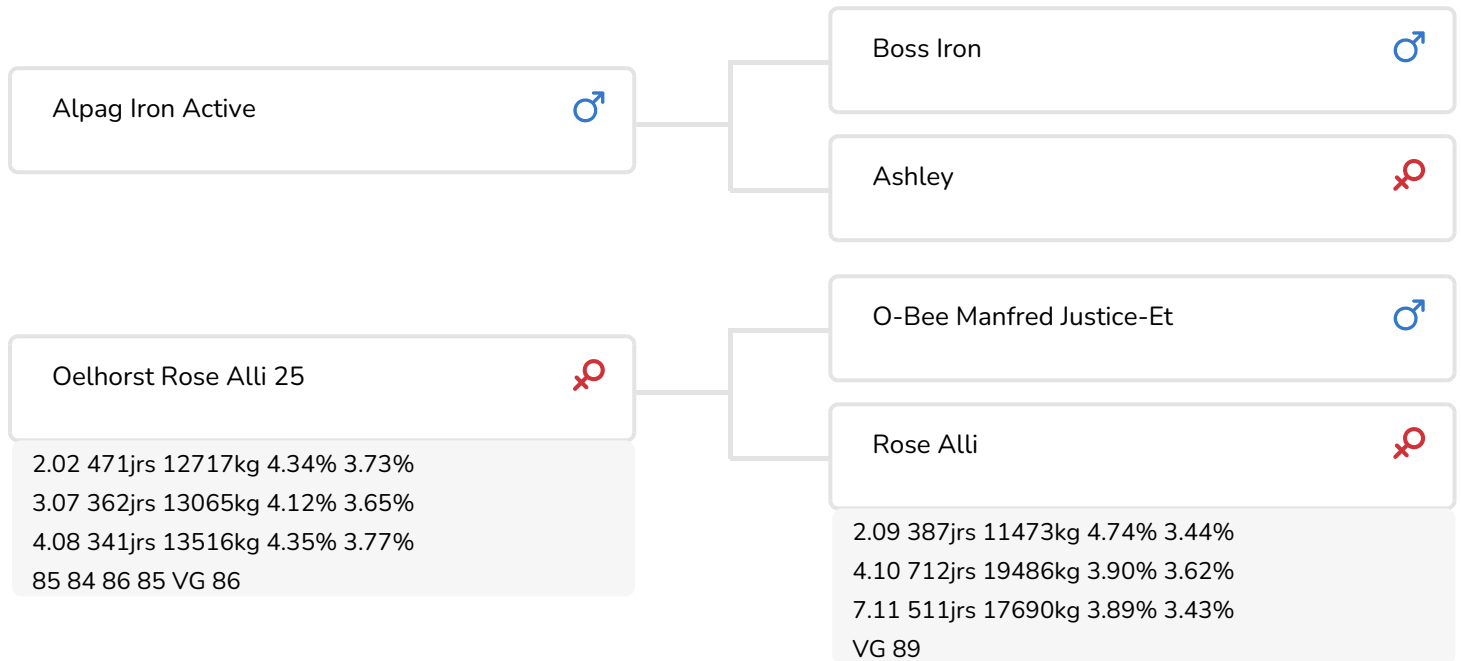 Alpag Iron Active
Boss Iron
Ashley
Oelhorst Rose Alli 25
2.02 471jrs 12717kg 4.34% 3.73%
3.07 362jrs 13065kg 4.12% 3.65%
4.08 341jrs 13516kg 4.35% 3.77%
85 84 86 85 VG 86
O-Bee Manfred Justice-Et
Rose Alli
2.09 387jrs 11473kg 4.74% 3.44%
4.10 712jrs 19486kg 3.90% 3.62%
7.11 511jrs 17690kg 3.89% 3.43%
VG 89